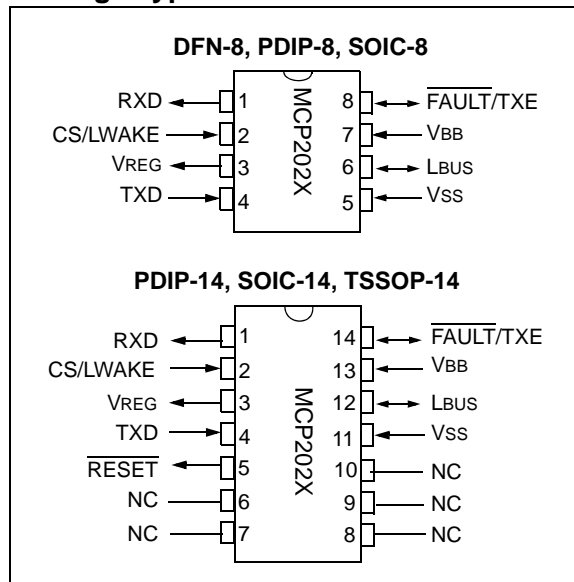 DFN-8, PDIP-8, SOIC-8
RXD 1 8 FAULT/TXE
CS/LWAKE 2 7 VBB
VREG 3 6 LBUS
TXD 4 5 VSS
MCP202X
PDIP-14, SOIC-14, TSSOP-14
RXD 1 14 FAULT/TXE
CS/LWAKE 2 13 VBB
VREG 3 12 LBUS
TXD 4 11 VSS
RESET 5 10 NC
NC 6 9 NC
NC 7 8 NC
MCP202X